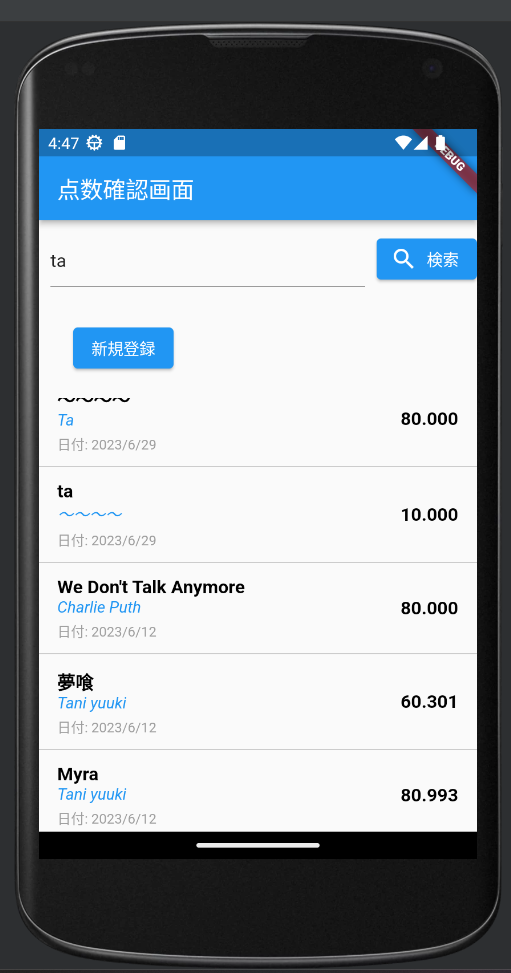 4:47
DEBUG
点数確認画面
ta
検索
新規登録
〜〜〜〜
Ta
80.000
日付: 2023/6/29
ta
〜〜〜〜
10.000
日付: 2023/6/29
We Don't Talk Anymore
Charlie Puth
80.000
日付: 2023/6/12
夢喰
Tani yuuki
60.301
日付: 2023/6/12
Myra
Tani yuuki
80.993
日付: 2023/6/12